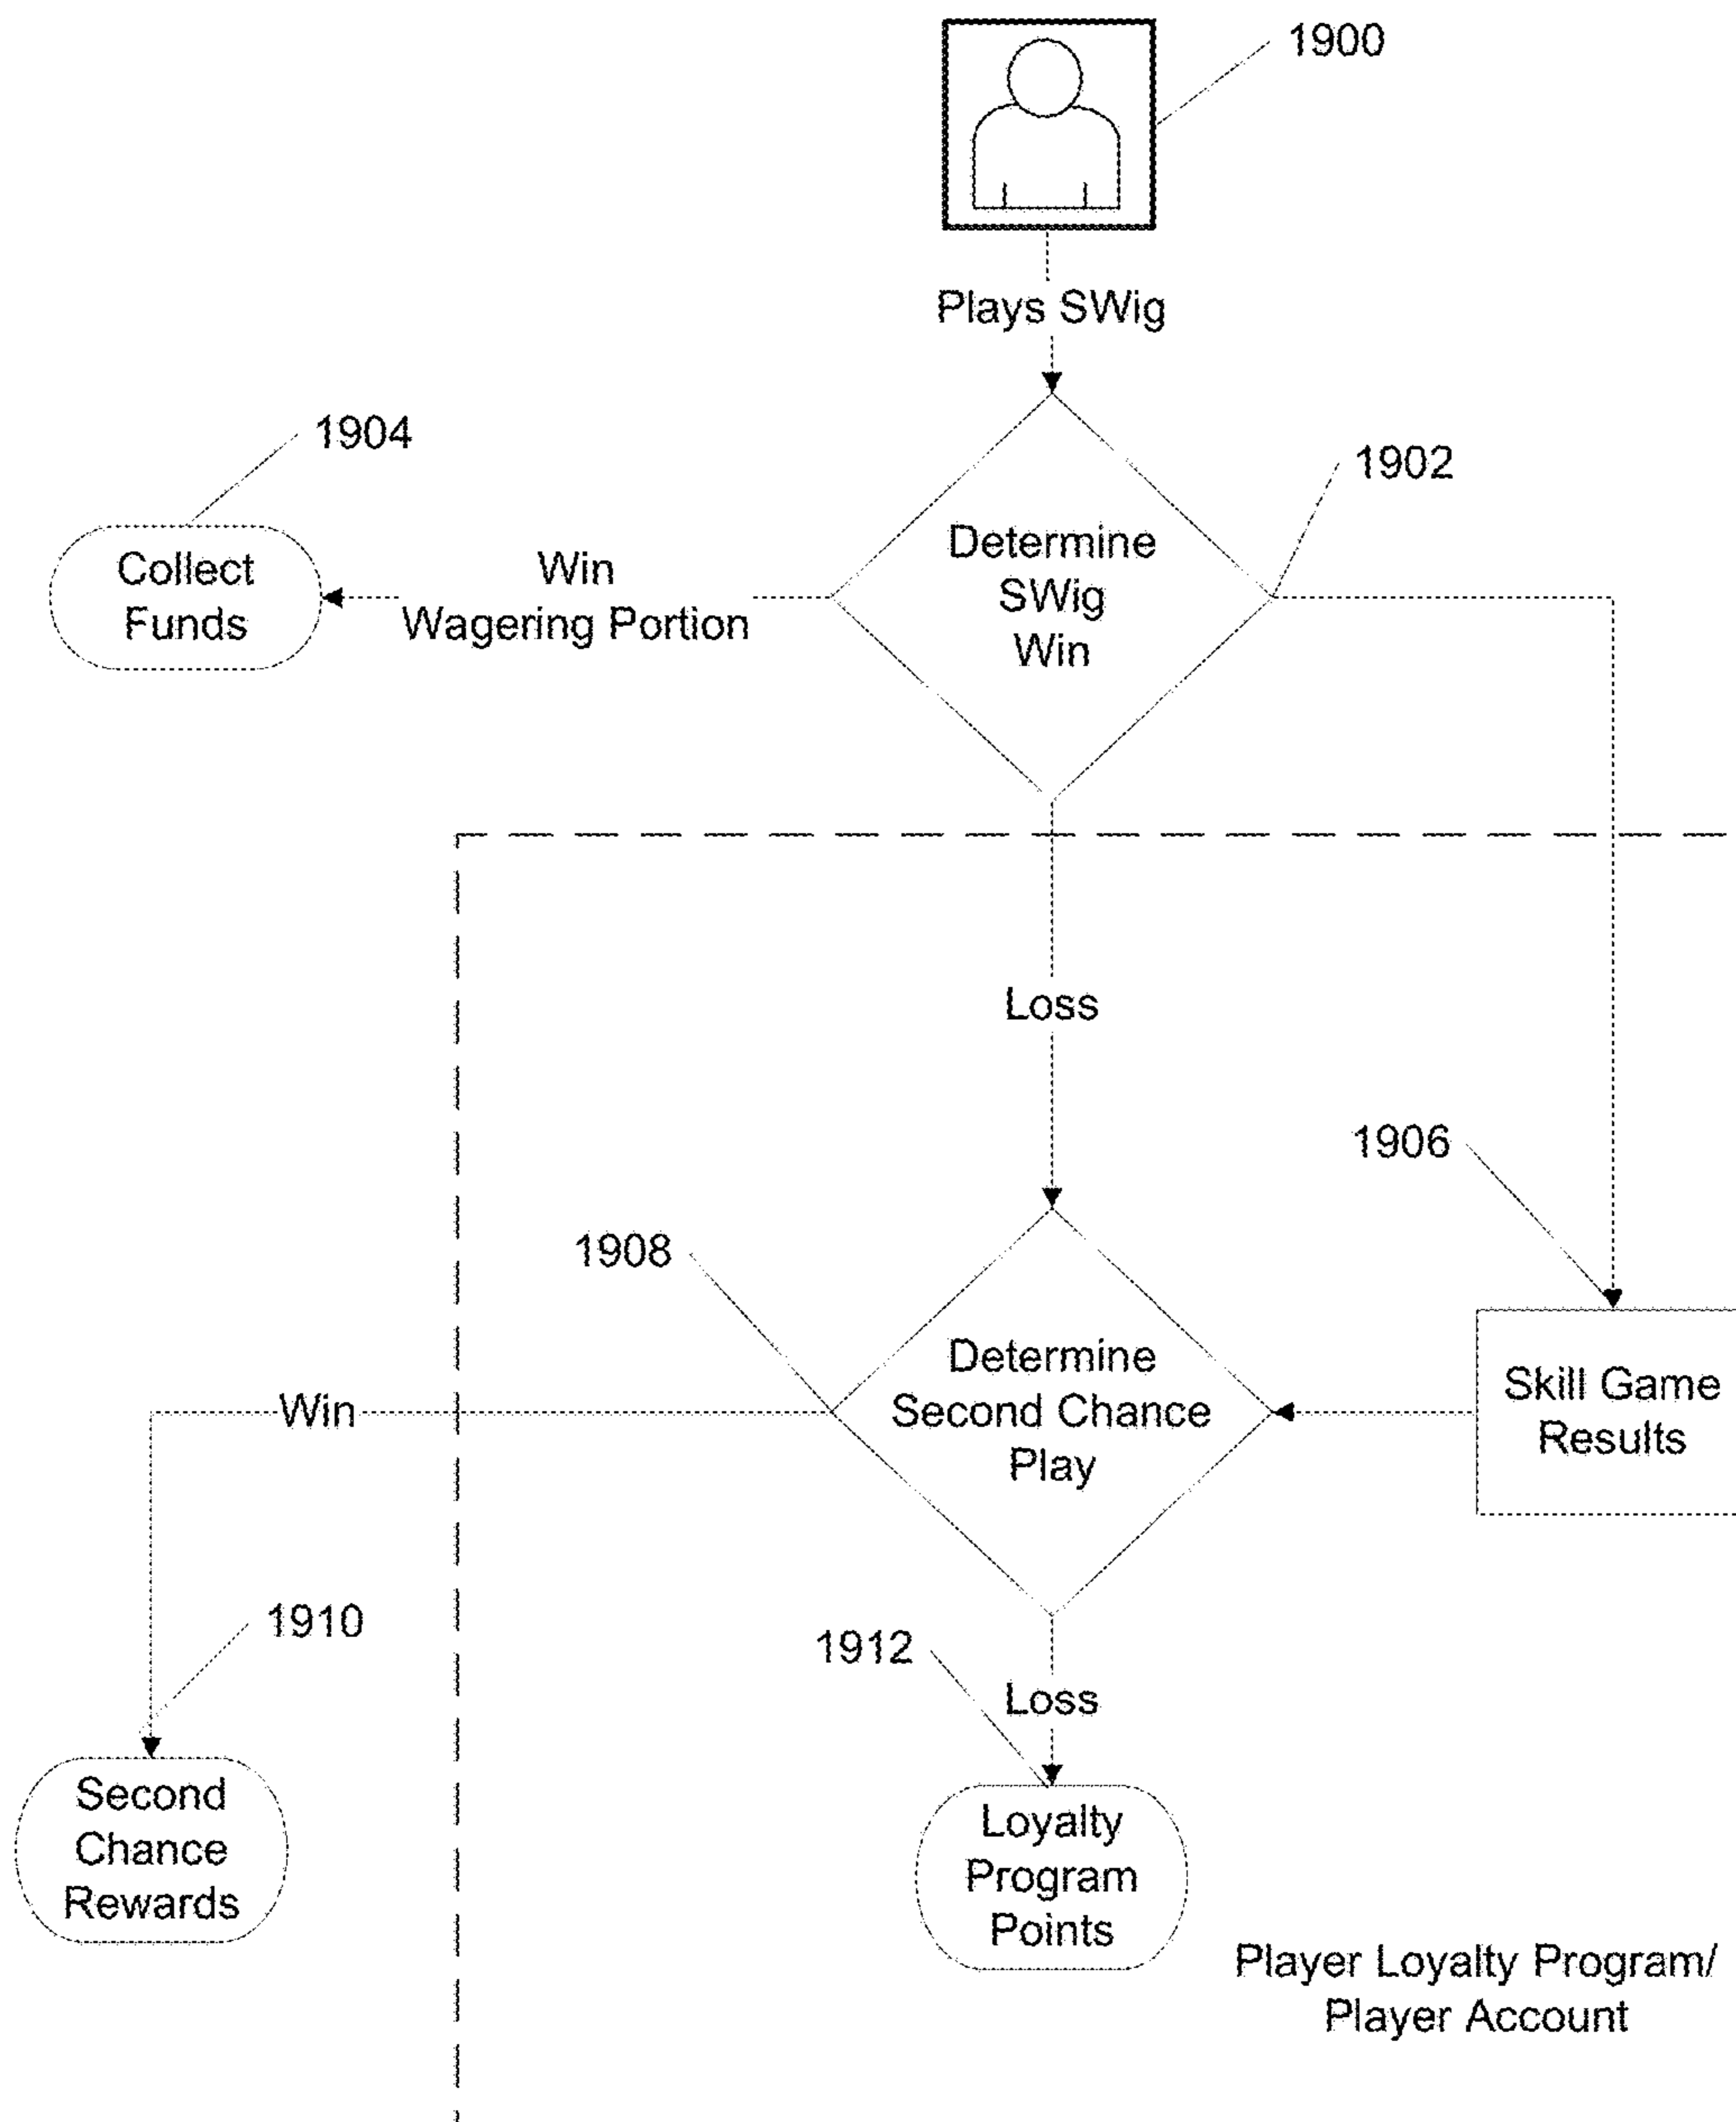 1900
Plays SWig
1904
1902
Collect
Funds
Win
Wagering Portion
Determine
SWig
Win
Loss
1906
1908
Determine
Second Chance
Play
Skill Game
Results
Win
1910
1912
Loss
Second
Chance
Rewards
Loyalty
Program
Points
Player Loyalty Program/
Player Account